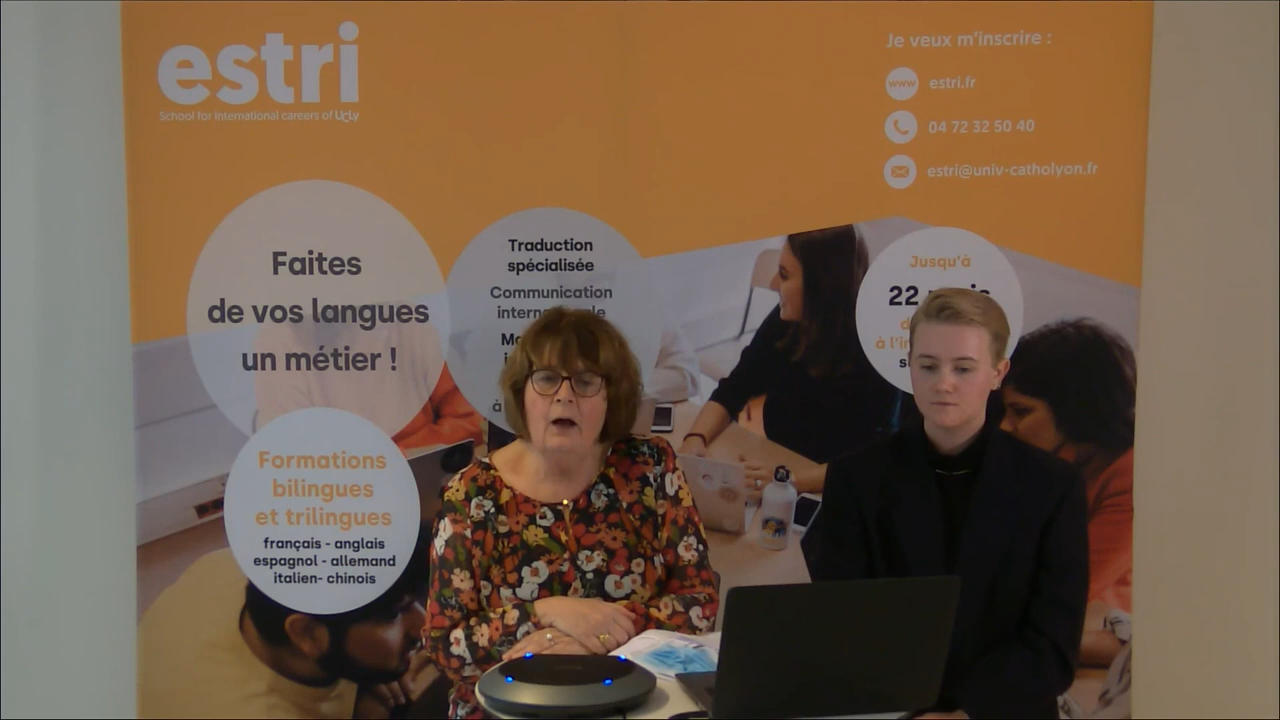 estri
School for international careers of UCLy
Je veux m'inscrire :
www
estri.fr
04 72 32 50 40
estri@univ-catholyon.fr
Faites
de vos langues
un métier !
Traduction
spécialisée
Communication
Jusqu'à
22
Formations
bilingues
et trilingues
français - anglais
espagnol - allemand
italien- chinois